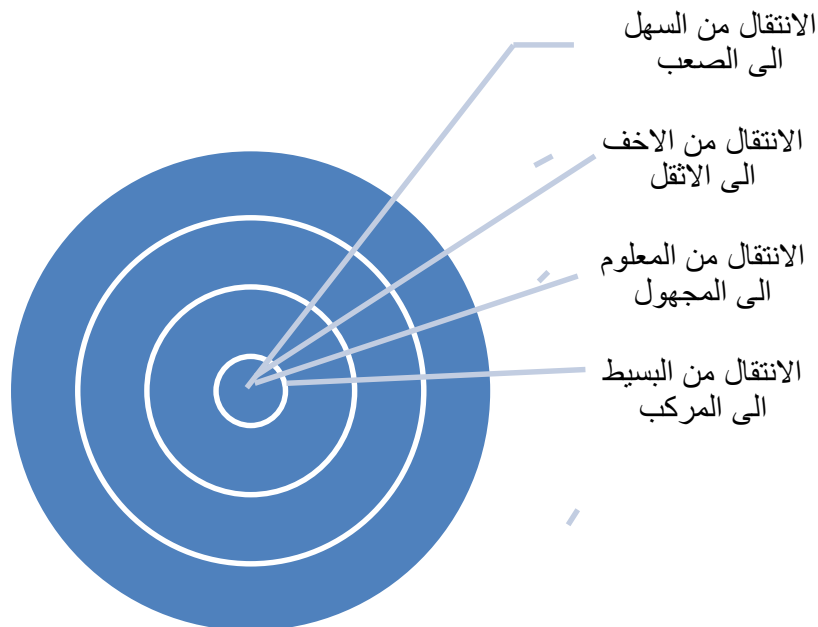 الانتقال من السهل
الى الصعب
الانتقال من الاخف
الى الاثقل
الانتقال من المعلوم
الى المجهول
الانتقال من البسيط
الى المركب